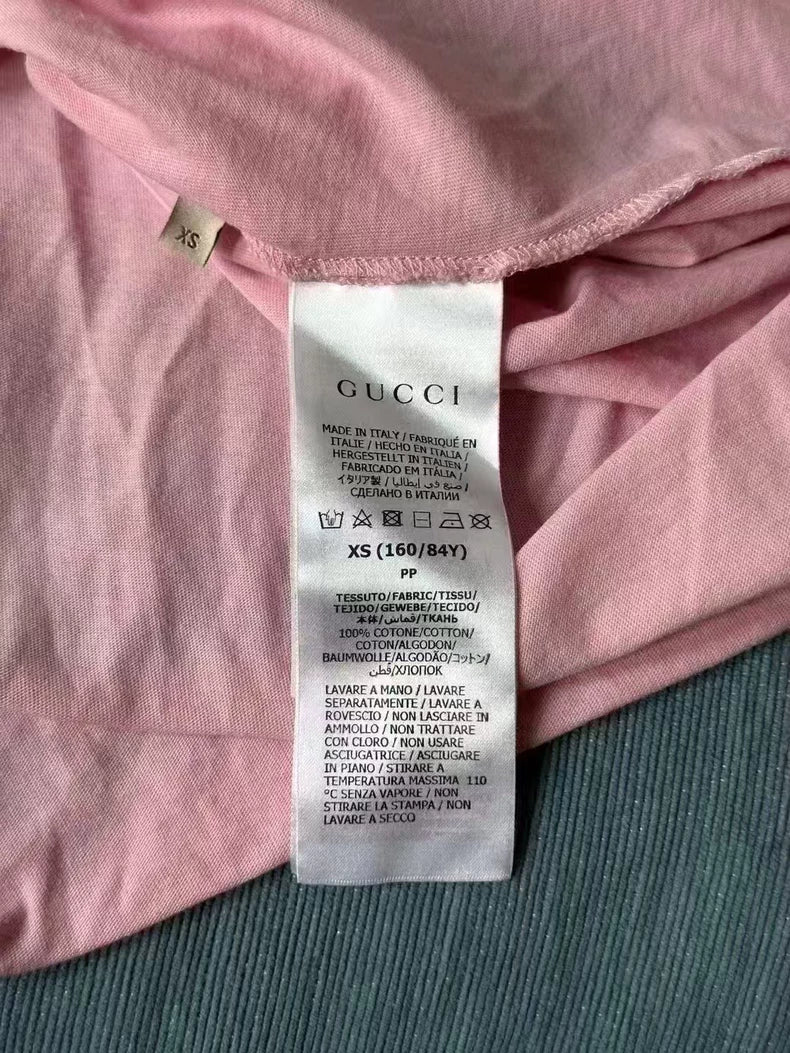 XS
GUCCI
MADE IN ITALY / FABRIQUÉ EN
ITALIE / HECHO EN ITALIA /
HERGESTELLT IN ITALIEN /
FABRICADO EM ITÁLIA /
イタリア製 / صنع في إيطاليا /
СДЕЛАНО В ИТАЛИИ
XS (160/84Y)
PP
TESSUTO/FABRIC/TISSU/
TEJIDO/GEWEBE/TECIDO/
本体/قماش/ТКАНЬ
100% COTONE/COTTON/
COTON/ALGODON/
BAUMWOLLE/ALGODÃO/コットン/
قطن/ХЛОПОК
LAVARE A MANO / LAVARE
SEPARATAMENTE / LAVARE A
ROVESCIO / NON LASCIARE IN
AMMOLLO / NON TRATTARE
CON CLORO / NON USARE
ASCIUGATRICE / ASCIUGARE
IN PIANO / STIRARE A
TEMPERATURA MASSIMA 110
°C SENZA VAPORE / NON
STIRARE LA STAMPA / NON
LAVARE A SECCO